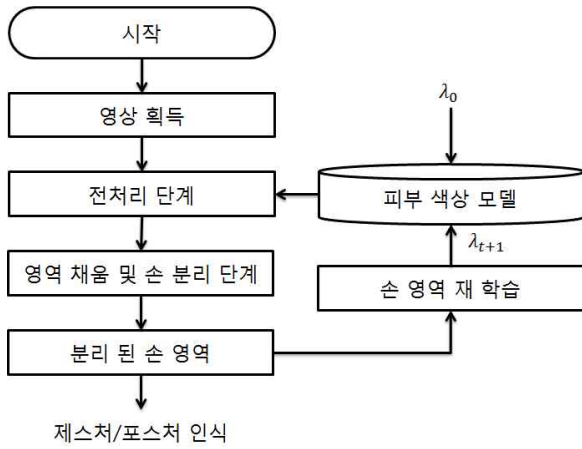 시작
영상 획득
전처리 단계
영역 채움 및 손 분리 단계
분리 된 손 영역
제스처/포스처 인식
λ₀
피부 색상 모델
λₜ₊₁
손 영역 재 학습